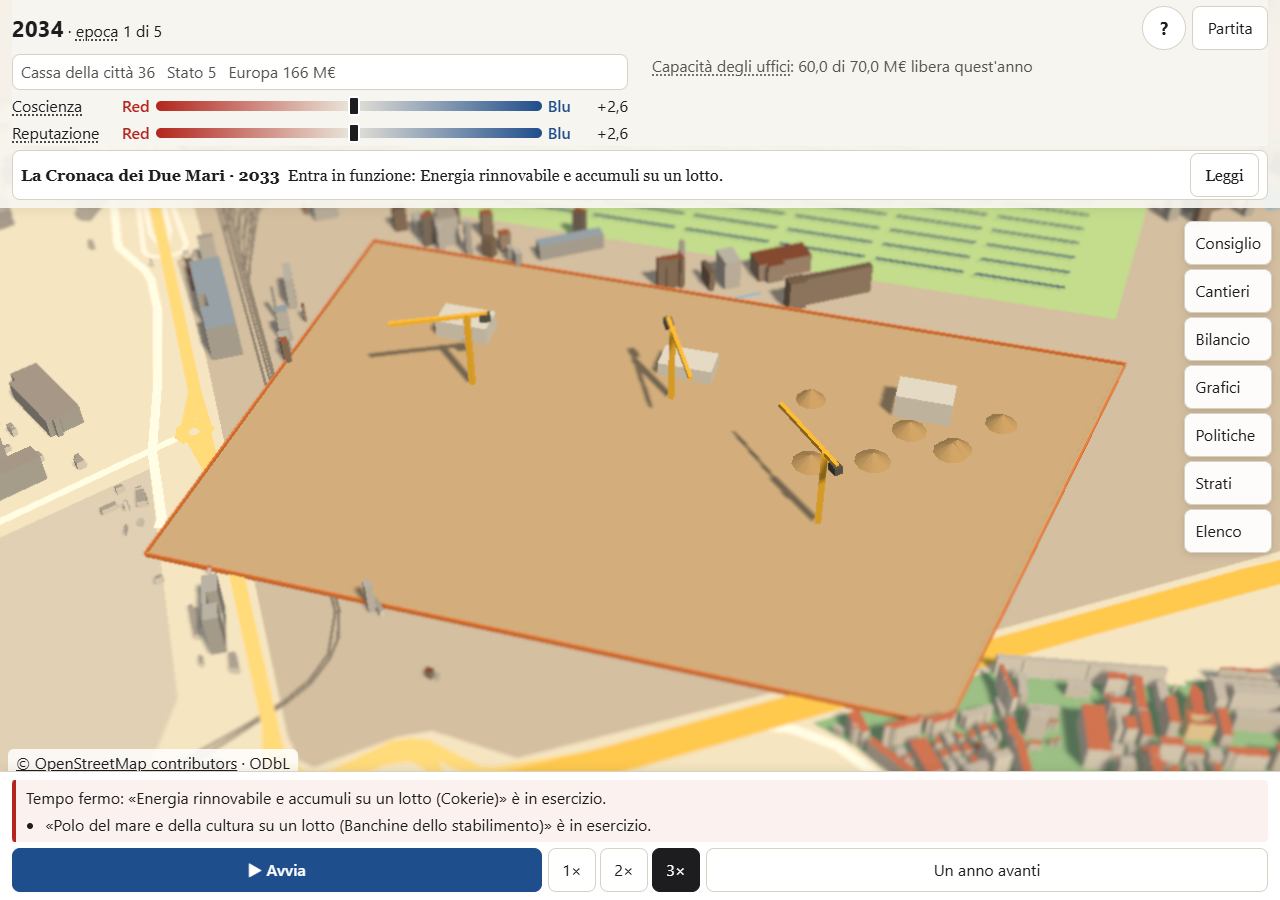 2034 · epoca 1 di 5
?
Partita
Cassa della città 36 Stato 5 Europa 166 M€
Capacità degli uffici: 60,0 di 70,0 M€ libera quest'anno
Coscienza Red Blu +2,6
Reputazione Red Blu +2,6
La Cronaca dei Due Mari · 2033 Entra in funzione: Energia rinnovabile e accumuli su un lotto.
Leggi
Consiglio
Cantieri
Bilancio
Grafici
Politiche
Strati
Elenco
© OpenStreetMap contributors · ODbL
Tempo fermo: «Energia rinnovabile e accumuli su un lotto (Cokerie)» è in esercizio.
• «Polo del mare e della cultura su un lotto (Banchine dello stabilimento)» è in esercizio.
▶ Avvia 1× 2× 3× Un anno avanti